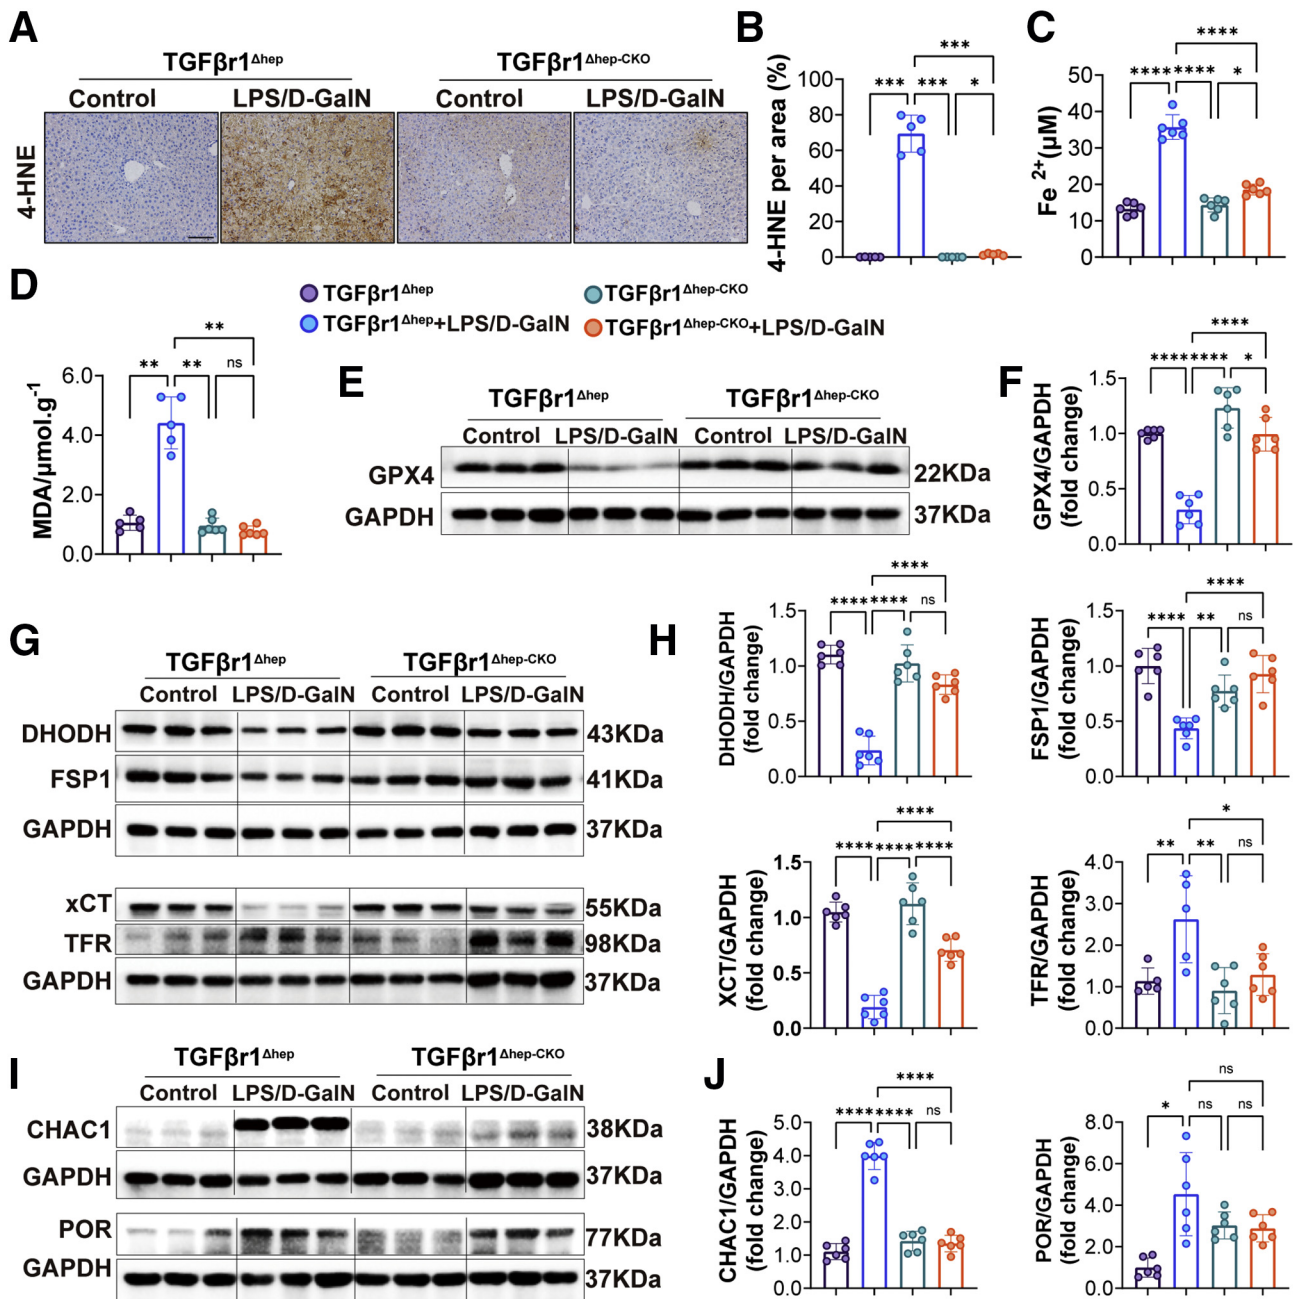 A
TGFβr1Δhep
TGFβr1Δhep-CKO
Control
LPS/D-GalN
Control
LPS/D-GalN
4-HNE
B
4-HNE per area (%)
100
80
60
40
20
0
***
***
***
*
C
Fe 2+(μM)
50
40
30
20
10
0
****
****
****
*
D
MDA/μmol.g-1
6.0
4.0
2.0
0.0
**
**
**
ns
TGFβr1Δhep
TGFβr1Δhep-CKO
TGFβr1Δhep+LPS/D-GalN
TGFβr1Δhep-CKO+LPS/D-GalN
E
TGFβr1Δhep
TGFβr1Δhep-CKO
Control
LPS/D-GalN
Control
LPS/D-GalN
GPX4
22KDa
GAPDH
37KDa
F
GPX4/GAPDH
(fold change)
1.5
1.0
0.5
0.0
****
****
****
*
G
TGFβr1Δhep
TGFβr1Δhep-CKO
Control
LPS/D-GalN
Control
LPS/D-GalN
DHODH
43KDa
FSP1
41KDa
GAPDH
37KDa
xCT
55KDa
TFR
98KDa
GAPDH
37KDa
H
DHODH/GAPDH
(fold change)
1.5
1.0
0.5
0.0
****
****
****
ns
FSP1/GAPDH
(fold change)
1.5
1.0
0.5
0.0
****
****
**
ns
XCT/GAPDH
(fold change)
1.5
1.0
0.5
0.0
****
****
****
****
TFR/GAPDH
(fold change)
4.0
3.0
2.0
1.0
0.0
*
**
**
ns
I
TGFβr1Δhep
TGFβr1Δhep-CKO
Control
LPS/D-GalN
Control
LPS/D-GalN
CHAC1
38KDa
GAPDH
37KDa
POR
77KDa
GAPDH
37KDa
J
CHAC1/GAPDH
(fold change)
5.0
4.0
3.0
2.0
1.0
0.0
****
****
****
ns
POR/GAPDH
(fold change)
8.0
6.0
4.0
2.0
0.0
ns
*
ns
ns